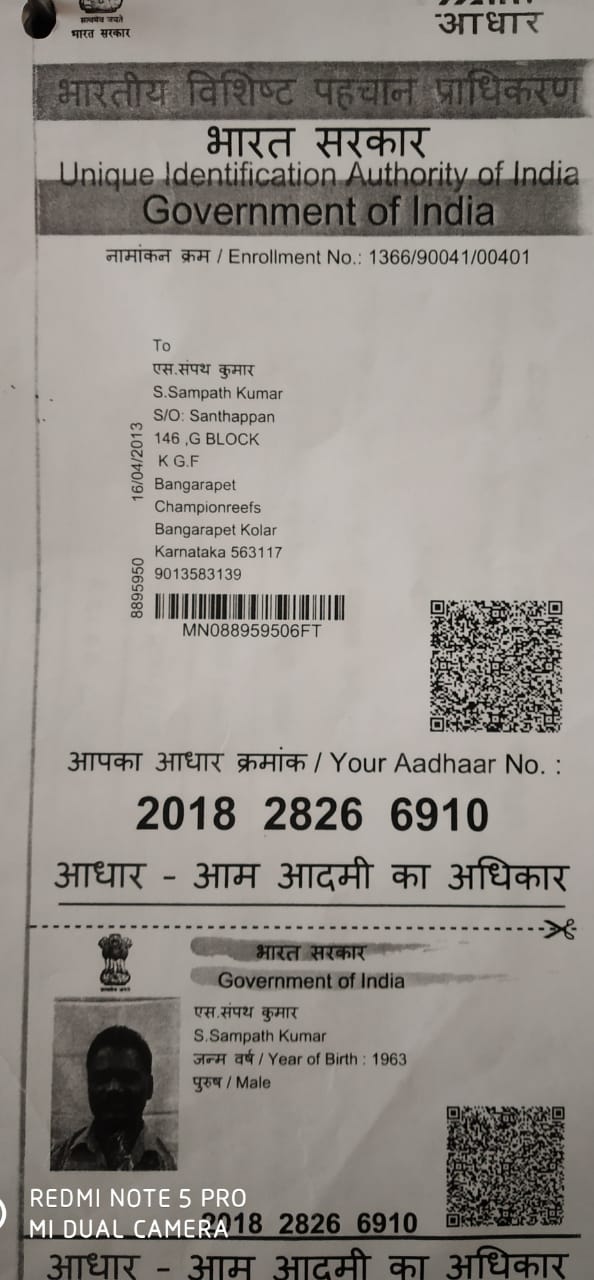 सत्यमेव जयते
भारत सरकार
आधार
भारतीय विशिष्ट पहचान प्राधिकरण
भारत सरकार
Unique Identification Authority of India
Government of India
नामांकन क्रम / Enrollment No.: 1366/90041/00401
To
एस.संपथ कुमार
S.Sampath Kumar
S/O: Santhappan
146 ,G BLOCK
K G.F
Bangarapet
Championreefs
Bangarapet Kolar
Karnataka 563117
9013583139
16/04/2013
8895950
MN088959506FT
आपका आधार क्रमांक / Your Aadhaar No. :
2018 2826 6910
आधार - आम आदमी का अधिकार
भारत सरकार
Government of India
एस.संपथ कुमार
S.Sampath Kumar
जन्म वर्ष / Year of Birth : 1963
पुरुष / Male
REDMI NOTE 5 PRO
MI DUAL CAMERA
2018 2826 6910
आधार - आम आदमी का अधिकार